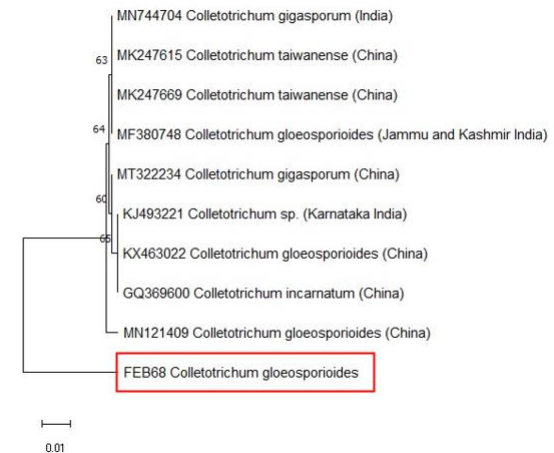 MN744704 Colletotrichum gigasporum (India)
63
MK247615 Colletotrichum taiwanense (China)
MK247669 Colletotrichum taiwanense (China)
64
MF380748 Colletotrichum gloeosporioides (Jammu and Kashmir India)
MT322234 Colletotrichum gigasporum (China)
60
KJ493221 Colletotrichum sp. (Karnataka India)
65
KX463022 Colletotrichum gloeosporioides (China)
GQ369600 Colletotrichum incarnatum (China)
MN121409 Colletotrichum gloeosporioides (China)
FEB68 Colletotrichum gloeosporioides
0.01